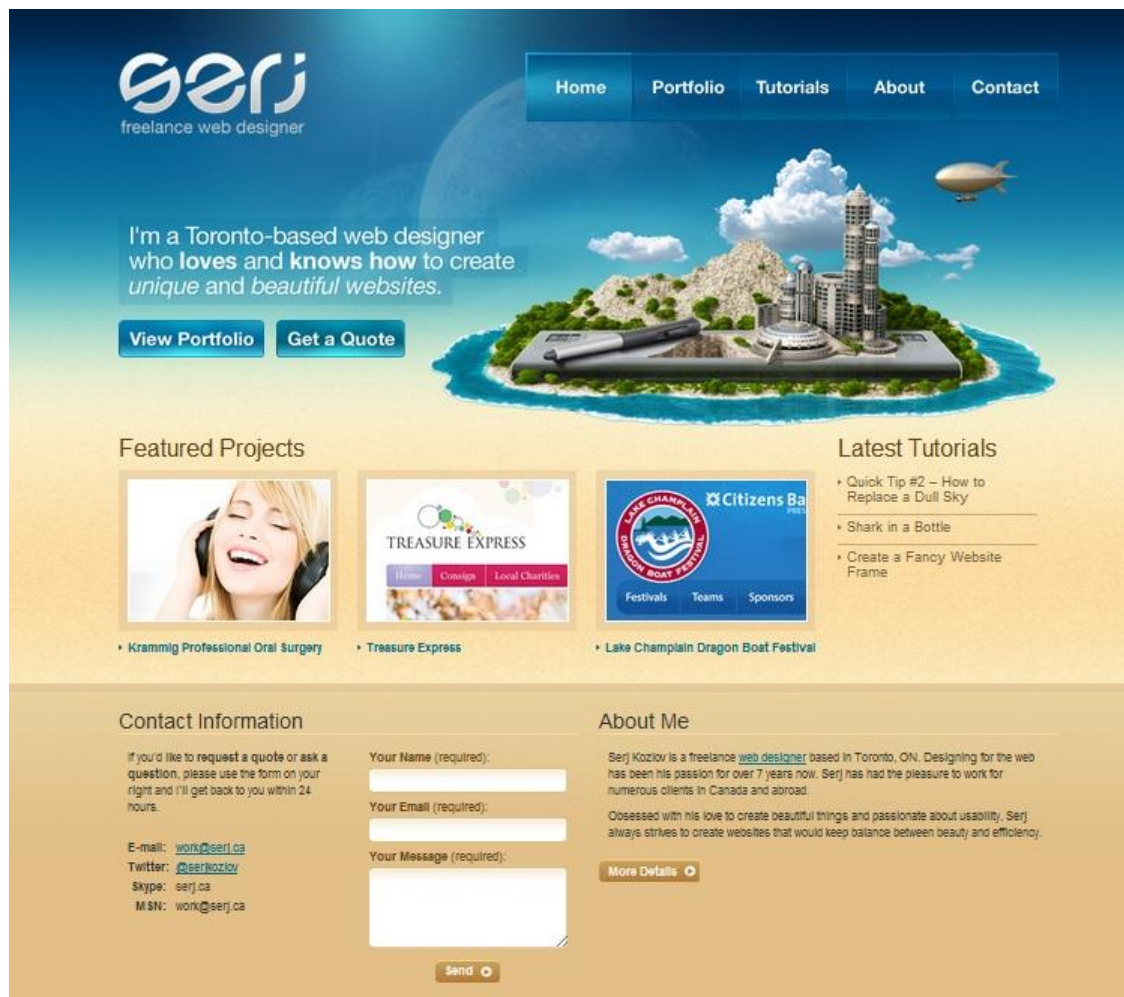 serj
freelance web designer
Home Portfolio Tutorials About Contact
I'm a Toronto-based web designer
who loves and knows how to create
unique and beautiful websites.
View Portfolio Get a Quote
Featured Projects
Citizens Ba
PRES
LAKE CHAMPLAIN
DRAGON BOAT FESTIVAL
TREASURE EXPRESS
Home Consign Local Charities
Festivals Teams Sponsors
Krammig Professional Oral Surgery
Treasure Express
Lake Champlain Dragon Boat Festival
Latest Tutorials
Quick Tip #2 – How to
Replace a Dull Sky
Shark in a Bottle
Create a Fancy Website
Frame
Contact Information
If you'd like to request a quote or ask a
question, please use the form on your
right and I'll get back to you within 24
hours.
E-mail: work@serj.ca
Twitter: @serjkozlov
Skype: serj.ca
MSN: work@serj.ca
Your Name (required):
Your Email (required):
Your Message (required):
Send
About Me
Serj Kozlov is a freelance web designer based in Toronto, ON. Designing for the web
has been his passion for over 7 years now. Serj has had the pleasure to work for
numerous clients in Canada and abroad.
Obsessed with his love to create beautiful things and passionate about usability, Serj
always strives to create websites that would keep balance between beauty and efficiency.
More Details